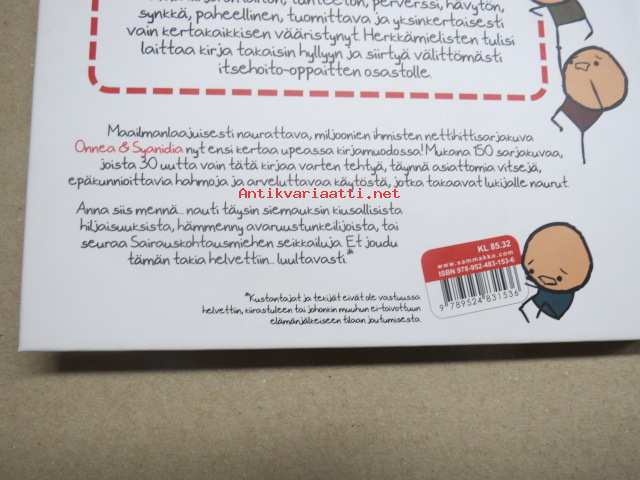 tunteeton, perverssi, hävytön,
synkkä, paheellinen, tuomittava ja yksinkertaisesti
vain kertakaikkisen vääristynyt. Herkkämielisten tulisi
laittaa kirja takaisin hyllyyn ja siirtyä välittömästi
itsehoito-oppaitten osastolle.
Maailmanlaajuisesti naurattava, miljoonien ihmisten nettihittisarjakuva
Onnea & Syanidia nyt ensi kertaa upeassa kirjamuodossa! Mukana 150 sarjakuvaa,
joista 30 uutta vain tätä kirjaa varten tehtyä, täynnä asiattomia vitsejä,
epäkunnioittavia hahmoja ja arveluttavaa käytöstä, jotka takaavat lukijalle naurut.
Antikvariaatti.net
Anna siis mennä... nauti täysin siemauksin kiusallisista
hiljaisuuksista, hämmenny avaruustunkeilijoista, tai
seuraa Sairauskohtausmiehen seikkailuja. Et joudu
tämän takia helvettiin... luultavasti.*
*Kustantajat ja tekijät eivät ole vastuussa
helvettiin, kiirastuleen tai johonkin muuhun ei-toivottuun
elämänjälkeiseen tilaan joutumisesta.
KL 85.32
www.sammakko.com
ISBN 978-952-483-153-6
9 789524 831536